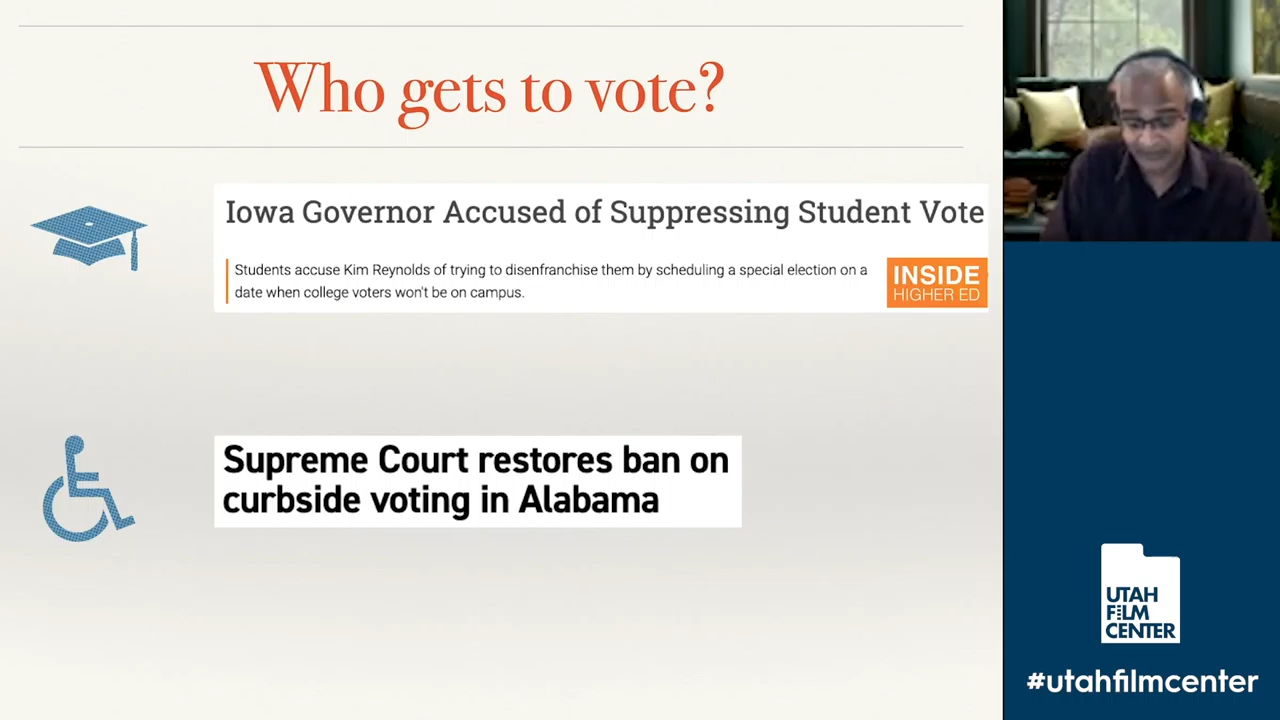 Who gets to vote?
Iowa Governor Accused of Suppressing Student Vote
Students accuse Kim Reynolds of trying to disenfranchise them by scheduling a special election on a
date when college voters won't be on campus.
INSIDE
HIGHER ED
Supreme Court restores ban on
curbside voting in Alabama
UTAH
FILM
CENTER
#utahfilmcenter